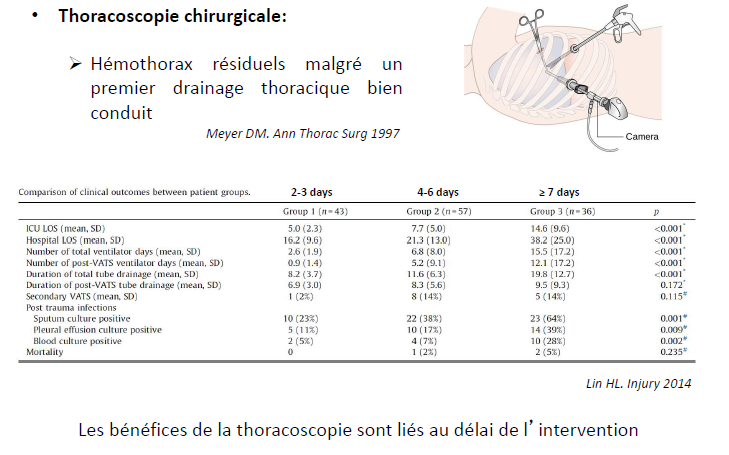 • Thoracoscopie chirurgicale:
➢ Hémothorax résiduels malgré un
premier drainage thoracique bien
conduit
Meyer DM. Ann Thorac Surg 1997
Camera
Comparison of clinical outcomes between patient groups. 2-3 days 4-6 days ≥ 7 days
Group 1 (n=43) Group 2 (n=57) Group 3 (n=36) p
ICU LOS (mean, SD) 5.0 (2.3) 7.7 (5.0) 14.6 (9.6) <0.001*
Hospital LOS (mean, SD) 16.2 (9.6) 21.3 (13.0) 38.2 (25.0) <0.001*
Number of total ventilator days (mean, SD) 2.6 (1.9) 6.8 (8.0) 15.5 (17.2) <0.001*
Number of post-VATS ventilator days (mean, SD) 0.9 (1.4) 5.2 (9.1) 12.1 (17.2) <0.001*
Duration of total tube drainage (mean, SD) 8.2 (3.7) 11.6 (6.3) 19.8 (12.7) <0.001*
Duration of post-VATS tube drainage (mean, SD) 6.9 (3.0) 8.3 (5.6) 9.5 (9.3) 0.172*
Secondary VATS (mean, SD) 1 (2%) 8 (14%) 5 (14%) 0.115#
Post trauma infections
Sputum culture positive 10 (23%) 22 (38%) 23 (64%) 0.001#
Pleural effusion culture positive 5 (11%) 10 (17%) 14 (39%) 0.009#
Blood culture positive 2 (5%) 4 (7%) 10 (28%) 0.002#
Mortality 0 1 (2%) 2 (5%) 0.235#
Lin HL. Injury 2014
Les bénéfices de la thoracoscopie sont liés au délai de l’ intervention